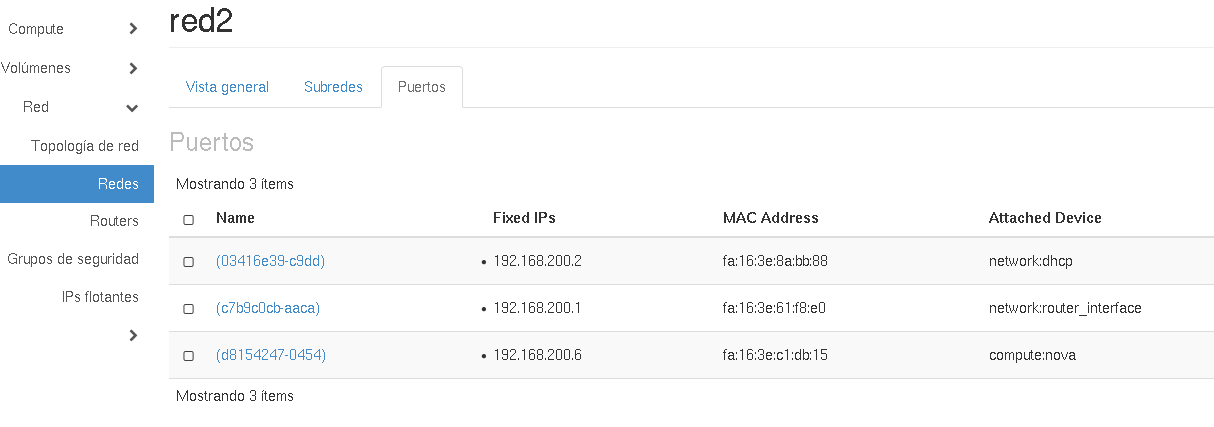 red2
Compute
Volúmenes
Red
Topología de red
Redes
Routers
Grupos de seguridad
IPs flotantes
Vista general Subredes Puertos
Puertos
Mostrando 3 ítems
Name Fixed IPs MAC Address Attached Device
(03416e39-c9dd) • 192.168.200.2 fa:16:3e:8a:bb:88 network:dhcp
(c7b9c0cb-aaca) • 192.168.200.1 fa:16:3e:61:f8:e0 network:router_interface
(d8154247-0454) • 192.168.200.6 fa:16:3e:c1:db:15 compute:nova
Mostrando 3 ítems